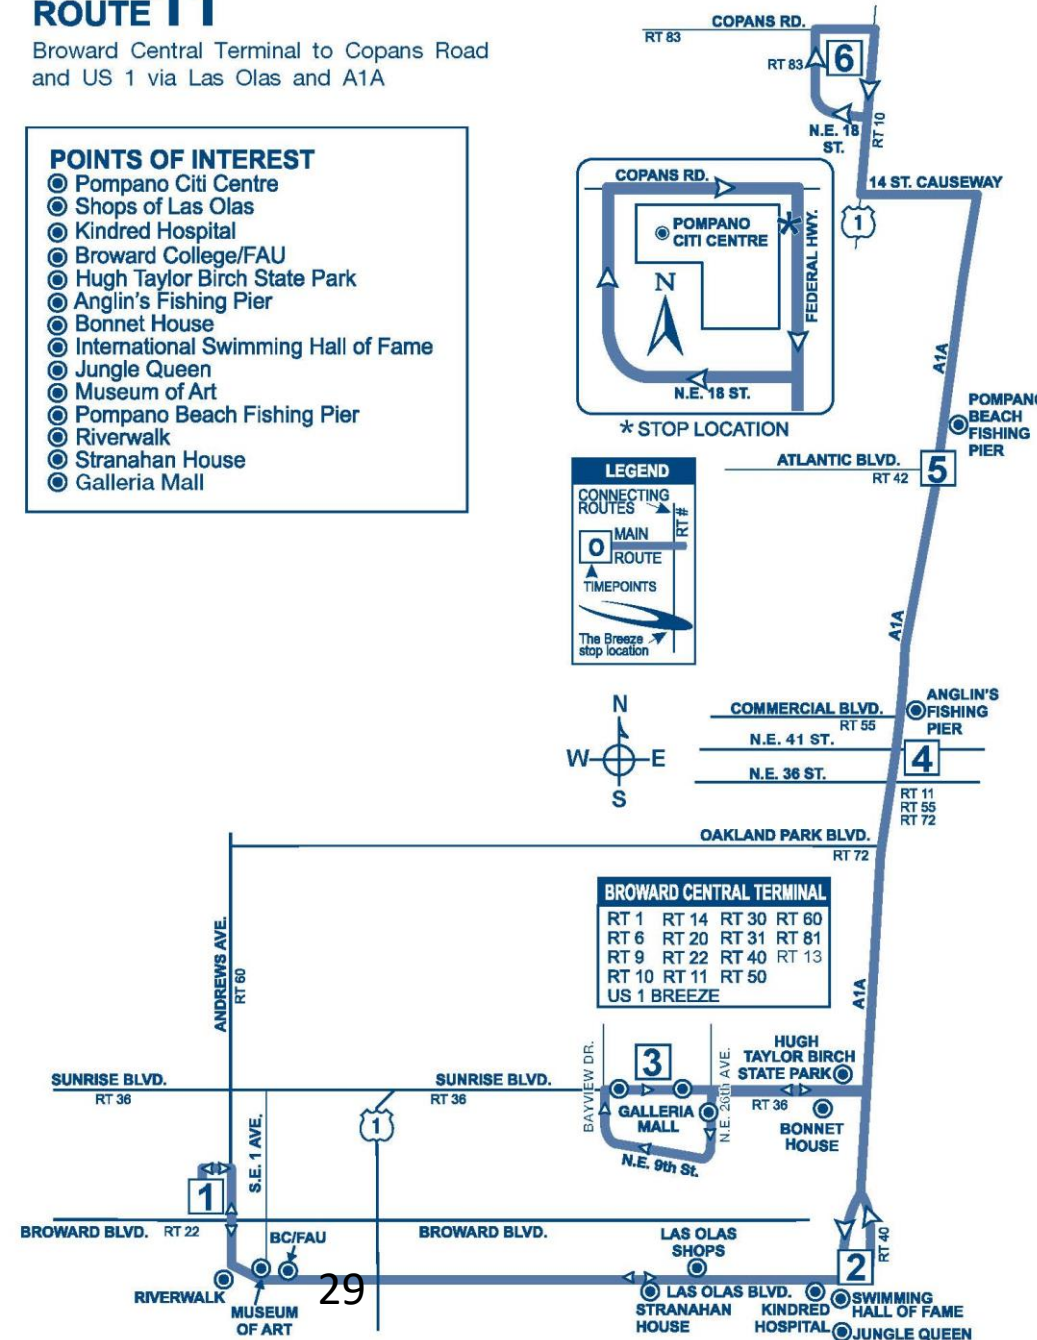 ROUTE 11
Broward Central Terminal to Copans Road
and US 1 via Las Olas and A1A
POINTS OF INTEREST
Pompano Citi Centre
Shops of Las Olas
Kindred Hospital
Broward College/FAU
Hugh Taylor Birch State Park
Anglin's Fishing Pier
Bonnet House
International Swimming Hall of Fame
Jungle Queen
Museum of Art
Pompano Beach Fishing Pier
Riverwalk
Stranahan House
Galleria Mall
COPANS RD.
RT 83
RT 83
6
N.E. 18
ST.
RT 10
14 ST. CAUSEWAY
1
COPANS RD.
POMPANO
CITI CENTRE
*
FEDERAL HWY.
N
N.E. 18 ST.
* STOP LOCATION
A1A
POMPANO
BEACH
FISHING
PIER
ATLANTIC BLVD.
RT 42
5
LEGEND
CONNECTING
ROUTES
RT #
0
MAIN
ROUTE
TIMEPOINTS
The Breeze
stop location
A1A
N
W E
S
COMMERCIAL BLVD.
RT 55
ANGLIN'S
FISHING
PIER
N.E. 41 ST.
4
N.E. 36 ST.
RT 11
RT 55
RT 72
OAKLAND PARK BLVD.
RT 72
BROWARD CENTRAL TERMINAL
RT 1 RT 14 RT 30 RT 60
RT 6 RT 20 RT 31 RT 81
RT 9 RT 22 RT 40 RT 13
RT 10 RT 11 RT 50
US 1 BREEZE
ANDREWS AVE.
RT 60
A1A
SUNRISE BLVD.
RT 36
SUNRISE BLVD.
RT 36
BAYVIEW DR.
3
GALLERIA
MALL
N.E. 26th AVE.
N.E. 9th St.
HUGH
TAYLOR BIRCH
STATE PARK
RT 36
BONNET
HOUSE
1
S.E. 1 AVE.
1
BROWARD BLVD. RT 22
BROWARD BLVD.
RT 40
2
BC/FAU
LAS OLAS
SHOPS
RIVERWALK
MUSEUM
OF ART
29
LAS OLAS BLVD.
STRANAHAN
HOUSE
KINDRED
HOSPITAL
SWIMMING
HALL OF FAME
JUNGLE QUEEN